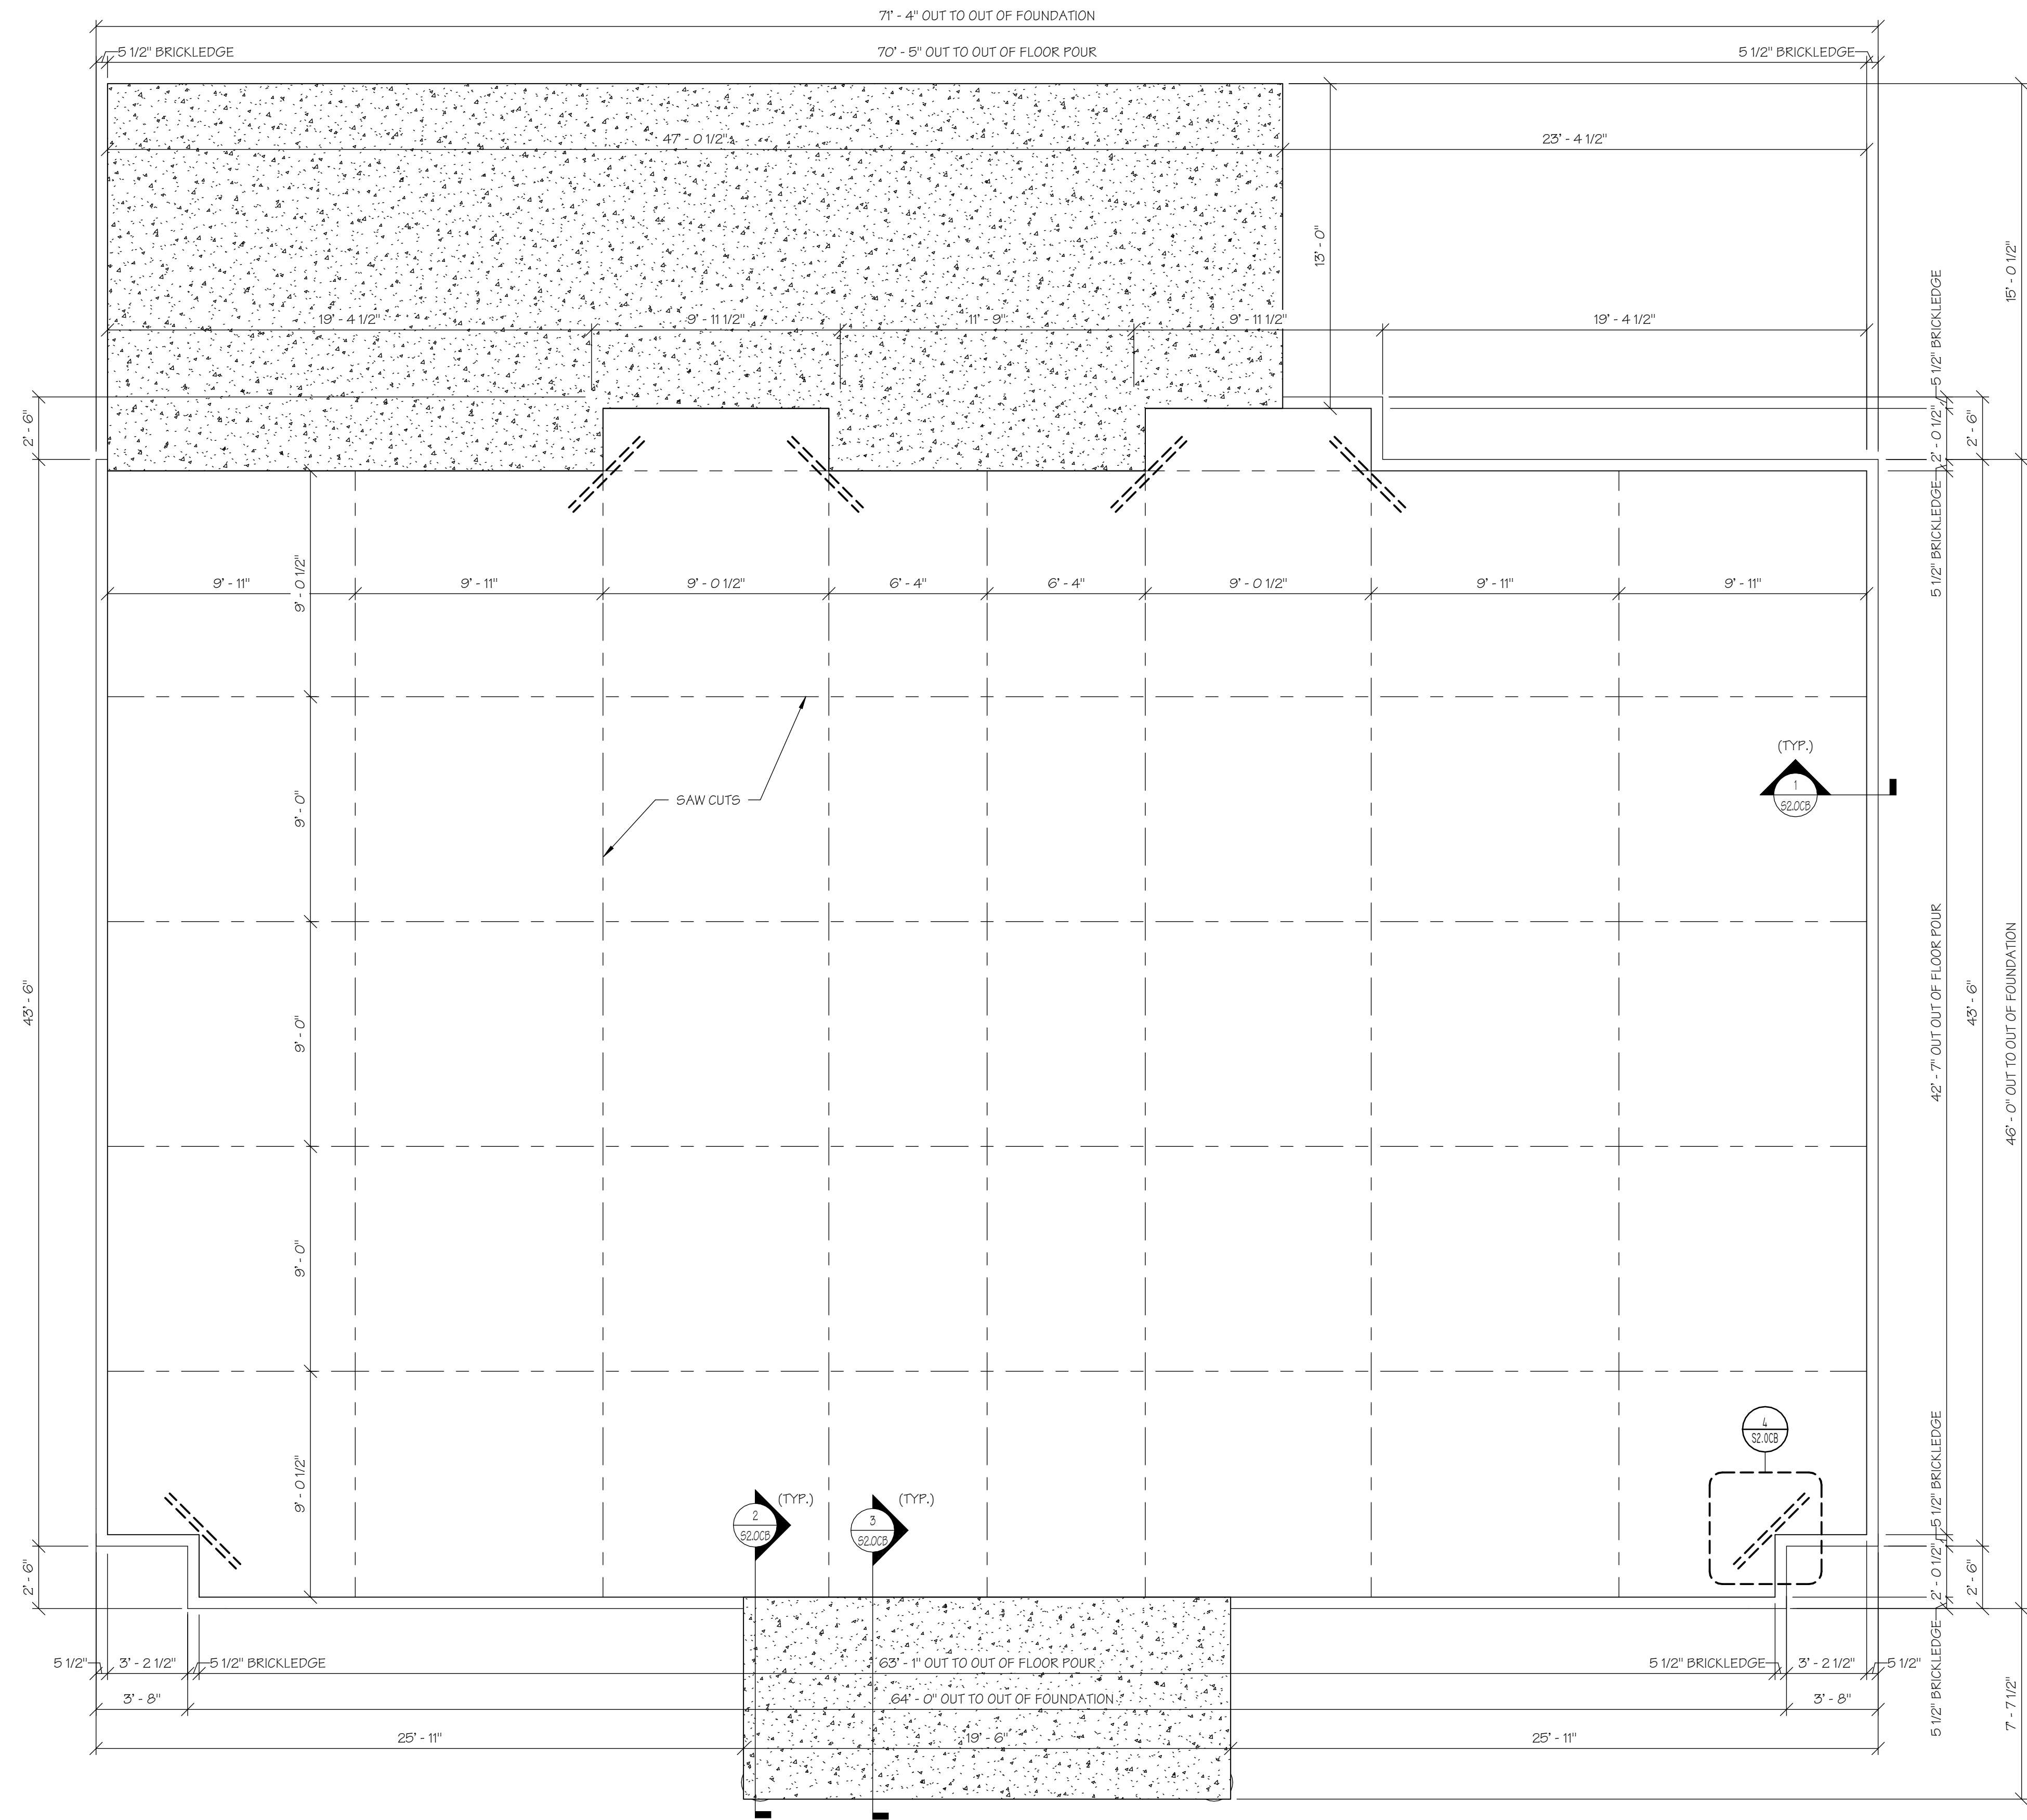 71' - 4" OUT TO OUT OF FOUNDATION
5 1/2" BRICKLEDGE
70' - 5" OUT TO OUT OF FLOOR POUR
5 1/2" BRICKLEDGE
47' - 0 1/2"
23' - 4 1/2"
13' - 0"
15' - 0 1/2"
19' - 4 1/2"
9' - 11 1/2"
11' - 9"
9' - 11 1/2"
19' - 4 1/2"
5 1/2" BRICKLEDGE
2' - 6"
2' - 0 1/2"
2' - 6"
5 1/2" BRICKLEDGE
9' - 0 1/2"
9' - 11"
9' - 11"
9' - 0 1/2"
6' - 4"
6' - 4"
9' - 0 1/2"
9' - 11"
9' - 11"
(TYP.)
1
S2.0CB
SAW CUTS
9' - 0"
43' - 6"
9' - 0"
42' - 7" OUT OUT OF FLOOR POUR
43' - 6"
46' - 0" OUT TO OUT OF FOUNDATION
9' - 0"
4
S2.0CB
9' - 0 1/2"
5 1/2" BRICKLEDGE
2
S2.0CB
(TYP.)
3
S2.0CB
(TYP.)
2' - 6"
2' - 0 1/2"
2' - 6"
5 1/2"
3' - 2 1/2"
5 1/2" BRICKLEDGE
63' - 1" OUT TO OUT OF FLOOR POUR
5 1/2" BRICKLEDGE
3' - 2 1/2"
5 1/2"
5 1/2" BRICKLEDGE
3' - 8"
64' - 0" OUT TO OUT OF FOUNDATION
3' - 8"
7' - 7 1/2"
25' - 11"
19' - 6"
25' - 11"